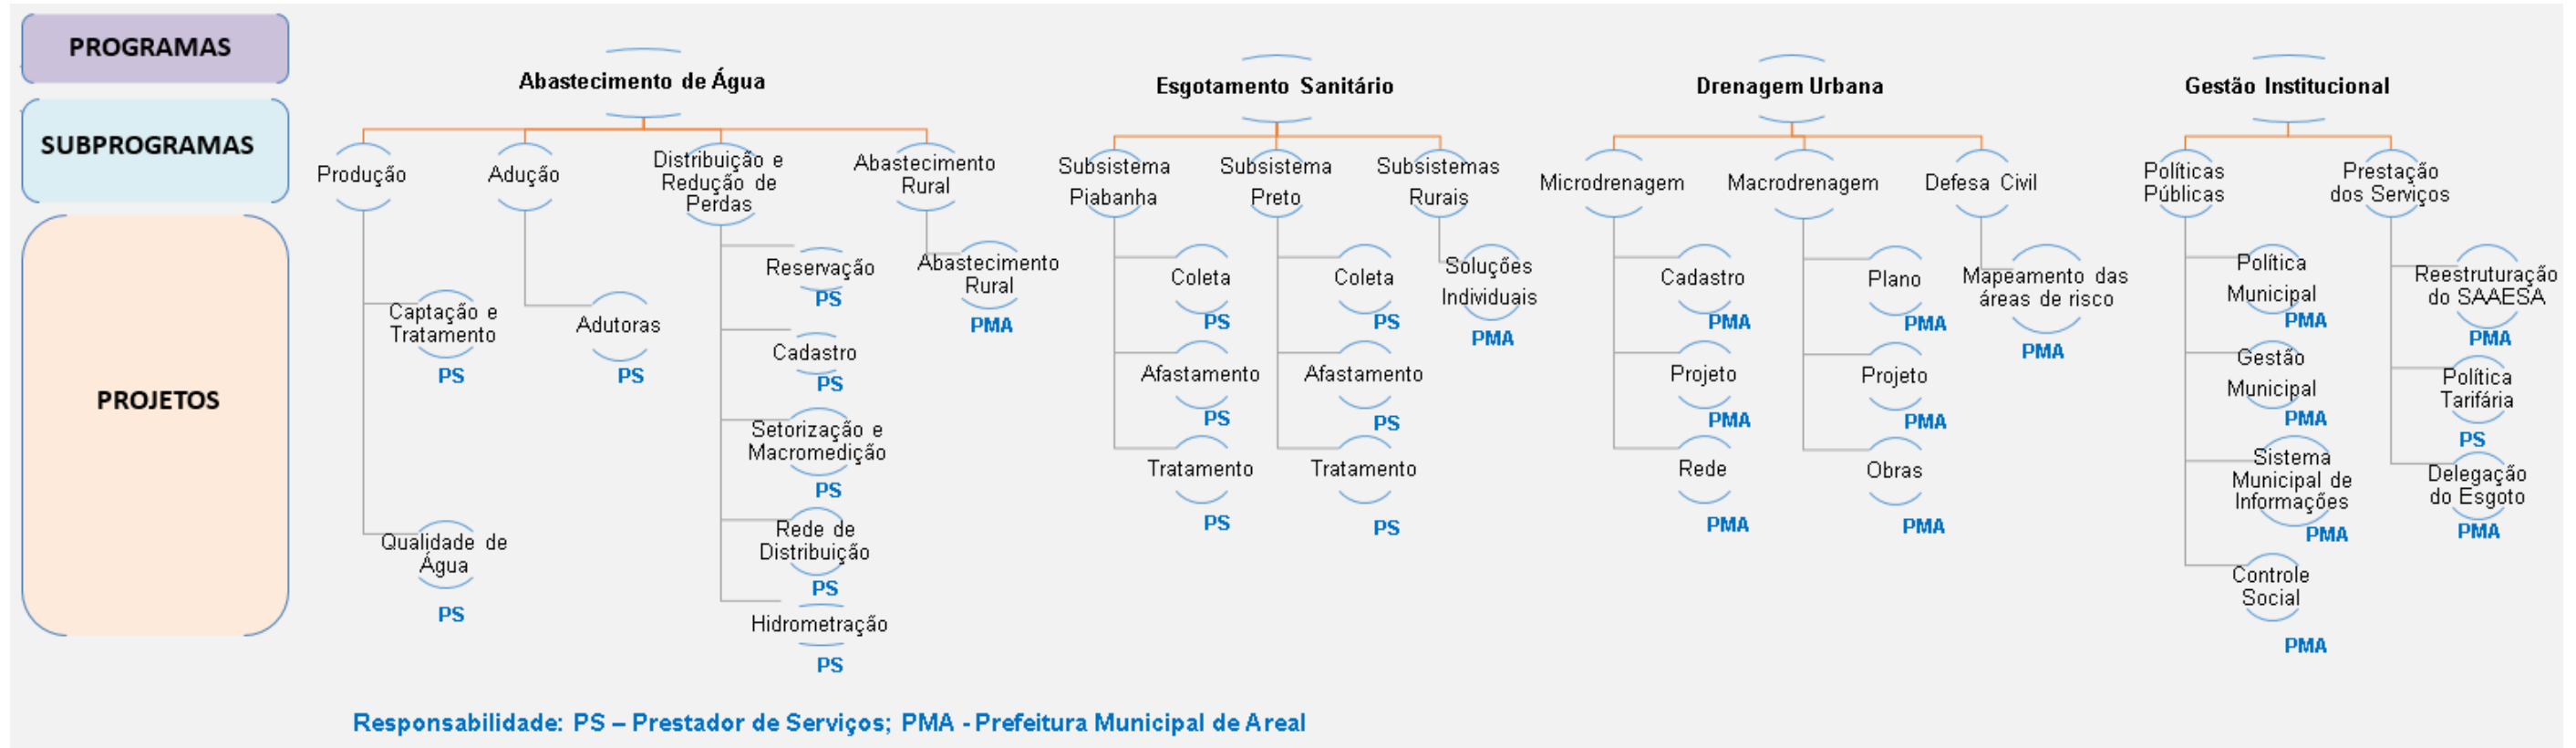 PROGRAMAS
SUBPROGRAMAS
PROJETOS
Abastecimento de Água
Produção
Captação e
Tratamento
PS
Qualidade de
Água
PS
Adução
Adutoras
PS
Distribuição e
Redução de
Perdas
Reservação
PS
Cadastro
PS
Setorização e
Macromedição
PS
Rede de
Distribuição
PS
Hidrometração
PS
Abastecimento
Rural
Abastecimento
Rural
PMA
Esgotamento Sanitário
Subsistema
Piabanha
Coleta
PS
Afastamento
PS
Tratamento
PS
Subsistema
Preto
Coleta
PS
Afastamento
PS
Tratamento
PS
Subsistemas
Rurais
Soluções
Individuais
PMA
Drenagem Urbana
Microdrenagem
Cadastro
PMA
Projeto
PMA
Rede
PMA
Macrodrenagem
Plano
PMA
Projeto
PMA
Obras
PMA
Defesa Civil
Mapeamento das
áreas de risco
PMA
Gestão Institucional
Políticas
Públicas
Política
Municipal
PMA
Gestão
Municipal
PMA
Sistema
Municipal de
Informações
PMA
Controle
Social
PMA
Prestação
dos Serviços
Reestruturação
do SAAESA
PMA
Política
Tarifária
PS
Delegação
do Esgoto
PMA
Responsabilidade: PS – Prestador de Serviços; PMA - Prefeitura Municipal de Areal